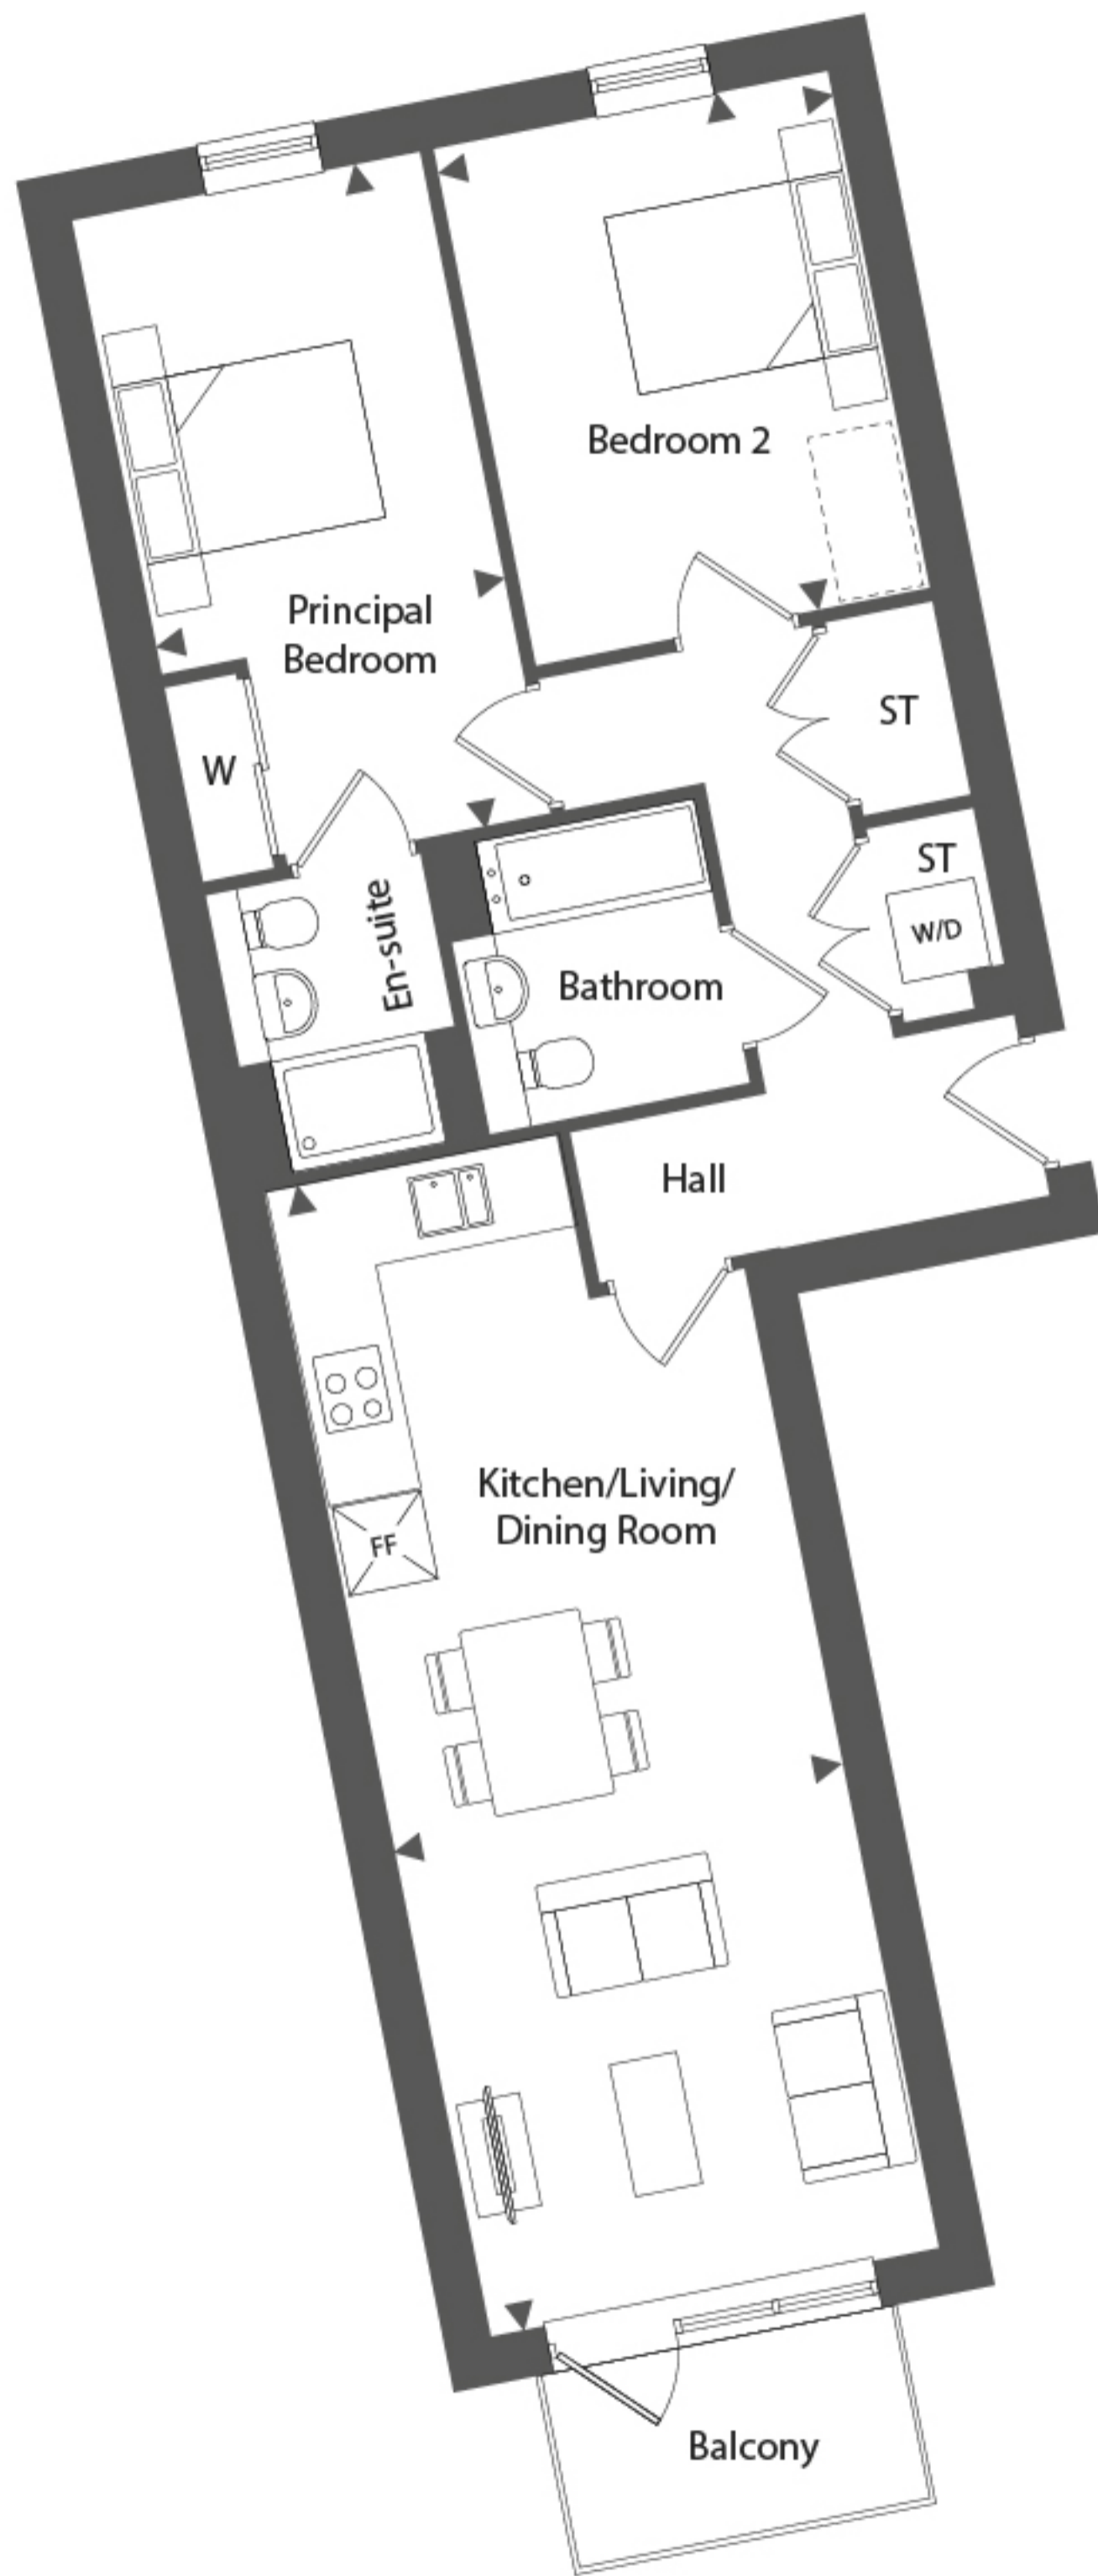 Bedroom 2
Principal
Bedroom
ST
W
ST
W/D
En-suite
Bathroom
Hall
Kitchen/Living/
Dining Room
FF
Balcony